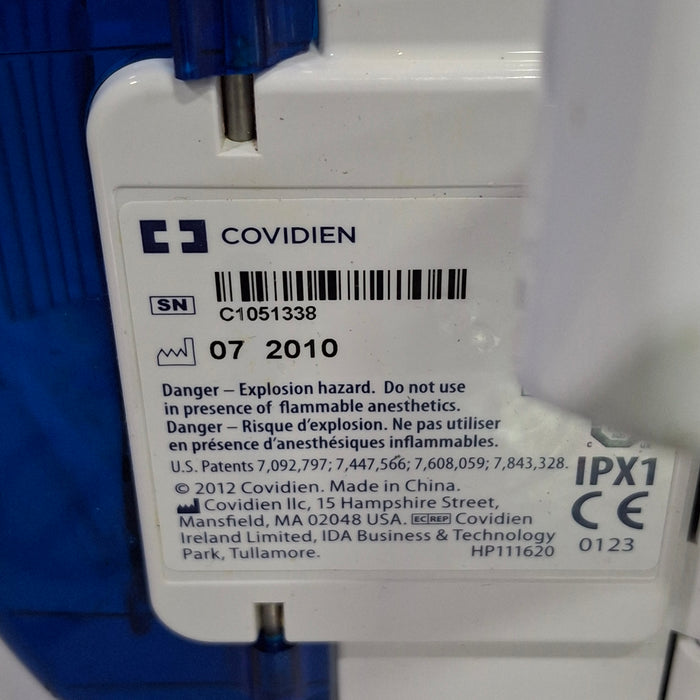 COVIDIEN
SN
C1051338
07 2010
Danger – Explosion hazard. Do not use
in presence of flammable anesthetics.
Danger – Risque d'explosion. Ne pas utiliser
en présence d'anesthésiques inflammables.
U.S. Patents 7,092,797; 7,447,566; 7,608,059; 7,843,328.
IPX1
© 2012 Covidien. Made in China.
Covidien llc, 15 Hampshire Street,
Mansfield, MA 02048 USA. EC REP Covidien
Ireland Limited, IDA Business & Technology
Park, Tullamore.
HP111620
CE
0123